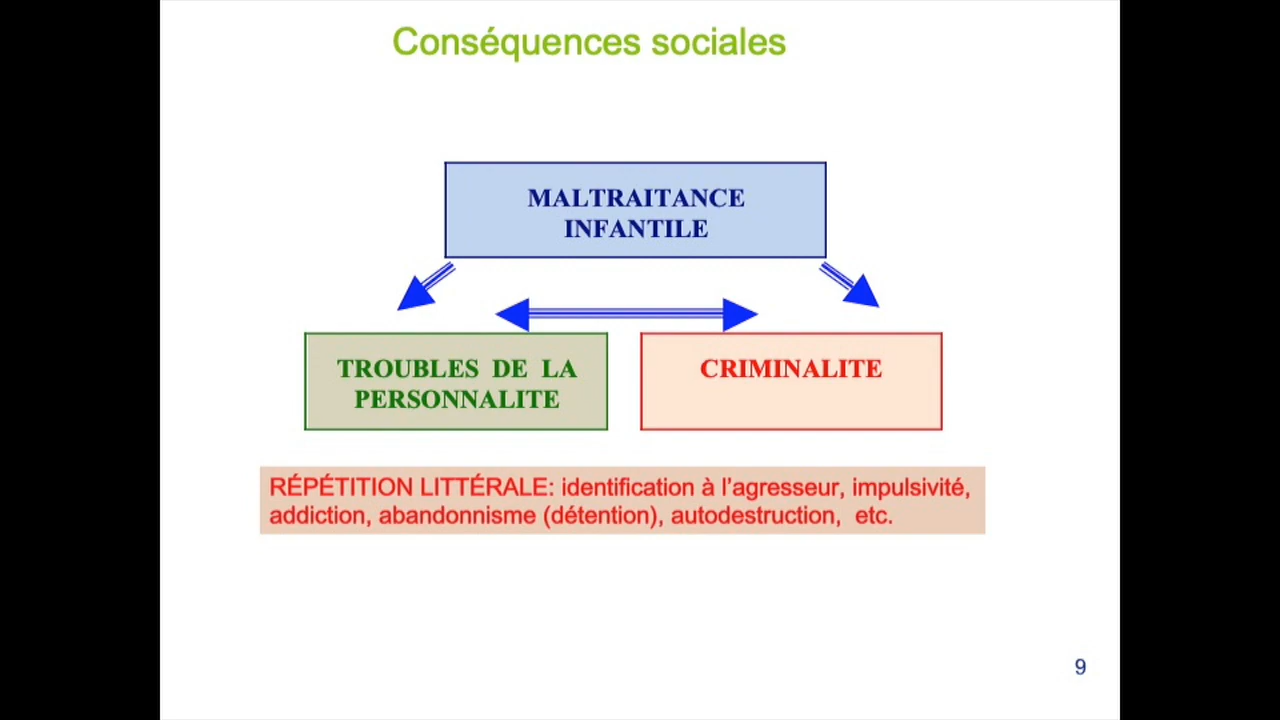 Conséquences sociales
MALTRAITANCE
INFANTILE
TROUBLES DE LA
PERSONNALITE
CRIMINALITE
RÉPÉTITION LITTÉRALE: identification à l'agresseur, impulsivité,
addiction, abandonnisme (détention), autodestruction, etc.
9